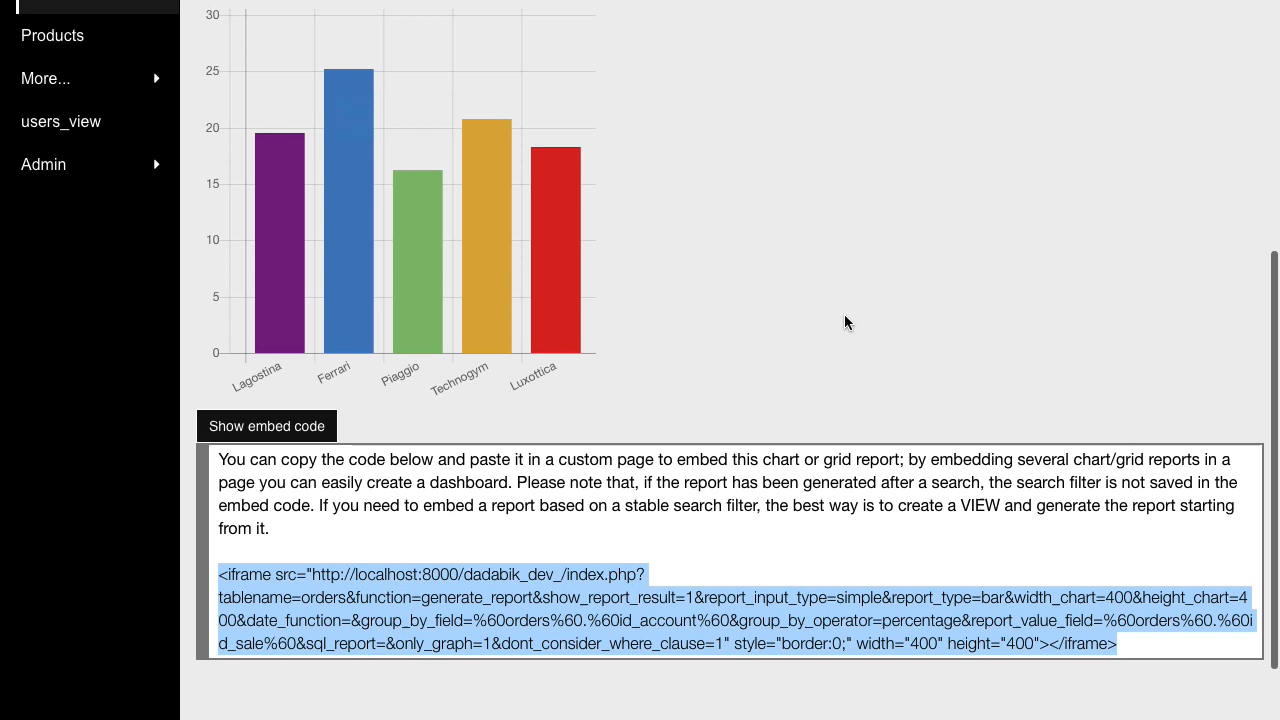 Products
More...
users_view
Admin
30
25
20
15
10
5
0
Lagostina
Ferrari
Piaggio
Technogym
Luxottica
Show embed code
You can copy the code below and paste it in a custom page to embed this chart or grid report; by embedding several chart/grid reports in a
page you can easily create a dashboard. Please note that, if the report has been generated after a search, the search filter is not saved in the
embed code. If you need to embed a report based on a stable search filter, the best way is to create a VIEW and generate the report starting
from it.
<iframe src="http://localhost:8000/dadabik_dev_/index.php?
tablename=orders&function=generate_report&show_report_result=1&report_input_type=simple&report_type=bar&width_chart=400&height_chart=4
00&date_function=&group_by_field=%60orders%60.%60id_account%60&group_by_operator=percentage&report_value_field=%60orders%60.%60i
d_sale%60&sql_report=&only_graph=1&dont_consider_where_clause=1" style="border:0;" width="400" height="400"></iframe>